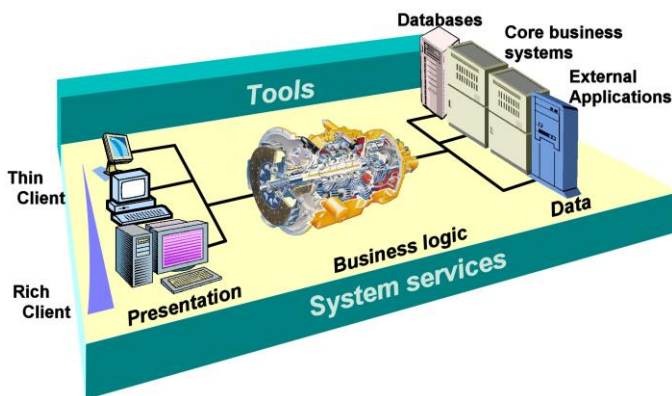 Databases
Core business
systems
External
Applications
Tools
Thin
Client
Rich
Client
Presentation
Business logic
Data
System services